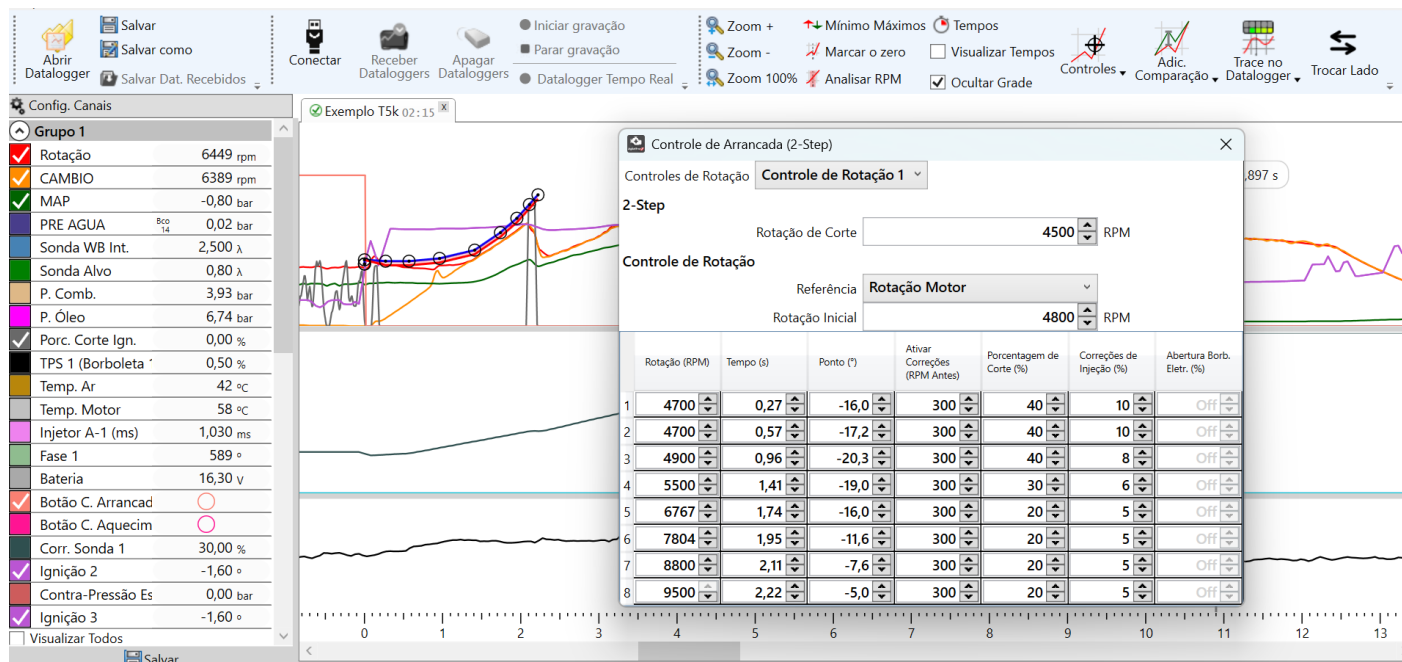 Abrir Datalogger
Salvar
Salvar como
Salvar Dat. Recebidos
Conectar
Receber Dataloggers
Apagar Dataloggers
Iniciar gravação
Parar gravação
Datalogger Tempo Real
Zoom +
Zoom -
Zoom 100%
Mínimo Máximos
Marcar o zero
Analisar RPM
Tempos
Visualizar Tempos
Ocultar Grade
Controles
Adic. Comparação
Trace no Datalogger
Trocar Lado
Config. Canais
Grupo 1
Rotação 6449 rpm
CAMBIO 6389 rpm
MAP -0,80 bar
PRE AGUA Bco 14 0,02 bar
Sonda WB Int. 2,500 λ
Sonda Alvo 0,80 λ
P. Comb. 3,93 bar
P. Óleo 6,74 bar
Porc. Corte Ign. 0,00 %
TPS 1 (Borboleta 0,50 %
Temp. Ar 42 ºC
Temp. Motor 58 ºC
Injetor A-1 (ms) 1,030 ms
Fase 1 589 º
Bateria 16,30 V
Botão C. Arrancad
Botão C. Aquecim
Corr. Sonda 1 30,00 %
Ignição 2 -1,60 º
Contra-Pressão Es 0,00 bar
Ignição 3 -1,60 º
Visualizar Todos
Salvar
Exemplo T5k 02:15 x
,897 s
Controle de Arrancada (2-Step)
Controles de Rotação Controle de Rotação 1
2-Step
Rotação de Corte 4500 RPM
Controle de Rotação
Referência Rotação Motor
Rotação Inicial 4800 RPM
Rotação (RPM) Tempo (s) Ponto (°) Ativar Correções (RPM Antes) Porcentagem de Corte (%) Correções de Injeção (%) Abertura Borb. Eletr. (%)
1 4700 0,27 -16,0 300 40 10 Off
2 4700 0,57 -17,2 300 40 10 Off
3 4900 0,96 -20,3 300 40 8 Off
4 5500 1,41 -19,0 300 30 6 Off
5 6767 1,74 -16,0 300 20 5 Off
6 7804 1,95 -11,6 300 20 5 Off
7 8800 2,11 -7,6 300 20 5 Off
8 9500 2,22 -5,0 300 20 5 Off
0 1 2 3 4 5 6 7 8 9 10 11 12 13